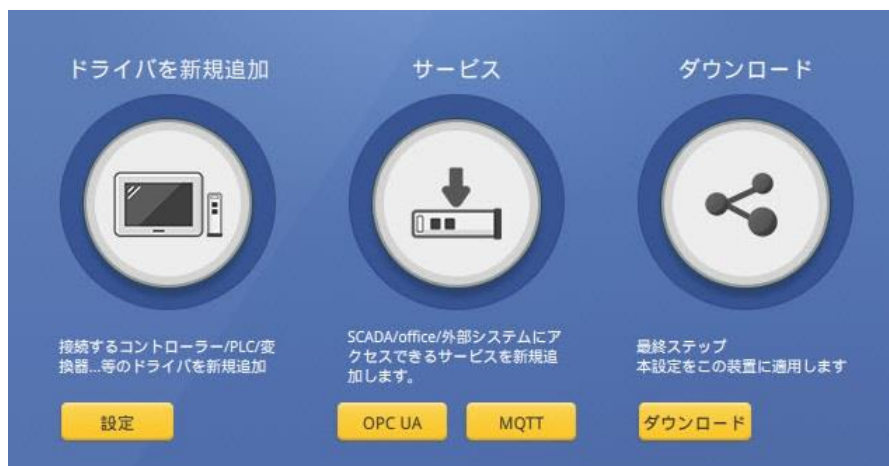 ドライバを新規追加
サービス
ダウンロード
接続するコントローラー/PLC/変
換器...等のドライバを新規追加
SCADA/office/外部システムにア
クセスできるサービスを新規追
加します。
最終ステップ
本設定をこの装置に適用します
設定
OPC UA
MQTT
ダウンロード